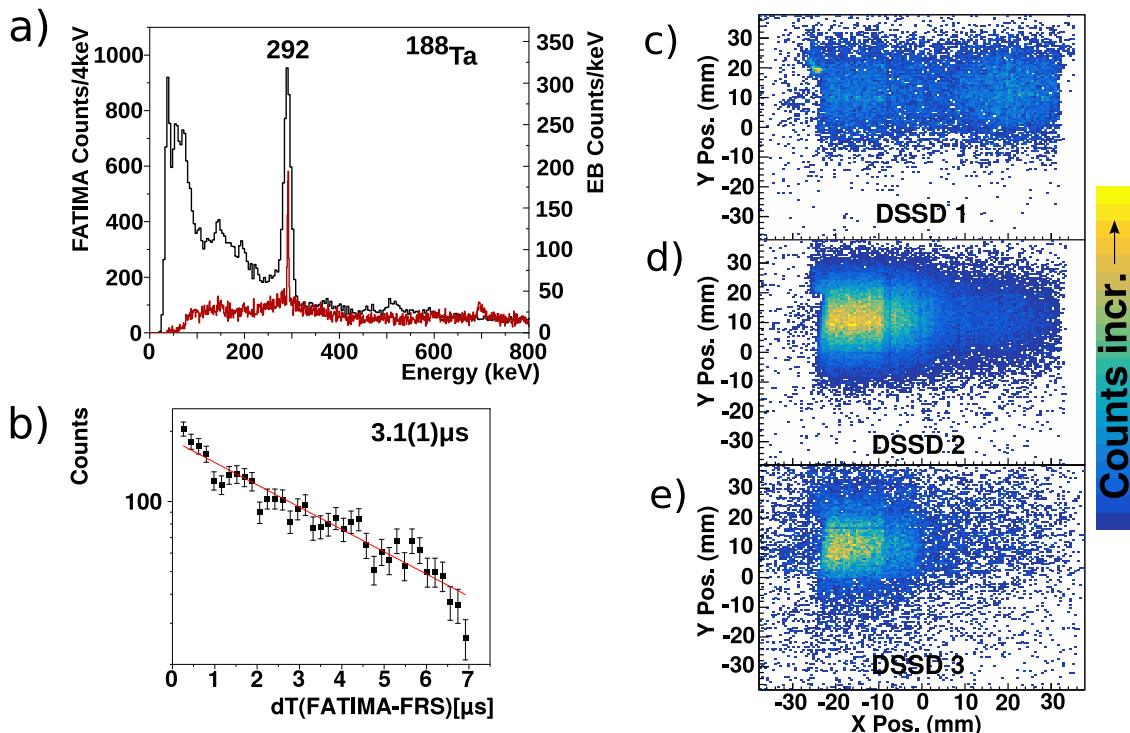 a)
292
188Ta
FATIMA Counts/4keV
1000
800
600
400
200
0
EB Counts/keV
350
300
250
200
150
100
50
0
0 200 400 600 800
Energy (keV)
b)
3.1(1)μs
Counts
100
0 1 2 3 4 5 6 7
dT(FATIMA-FRS)[μs]
c)
Y Pos. (mm)
30
20
10
0
-10
-20
-30
DSSD 1
d)
Y Pos. (mm)
30
20
10
0
-10
-20
-30
DSSD 2
e)
Y Pos. (mm)
30
20
10
0
-10
-20
-30
DSSD 3
-30 -20 -10 0 10 20 30
X Pos. (mm)
Counts incr. →